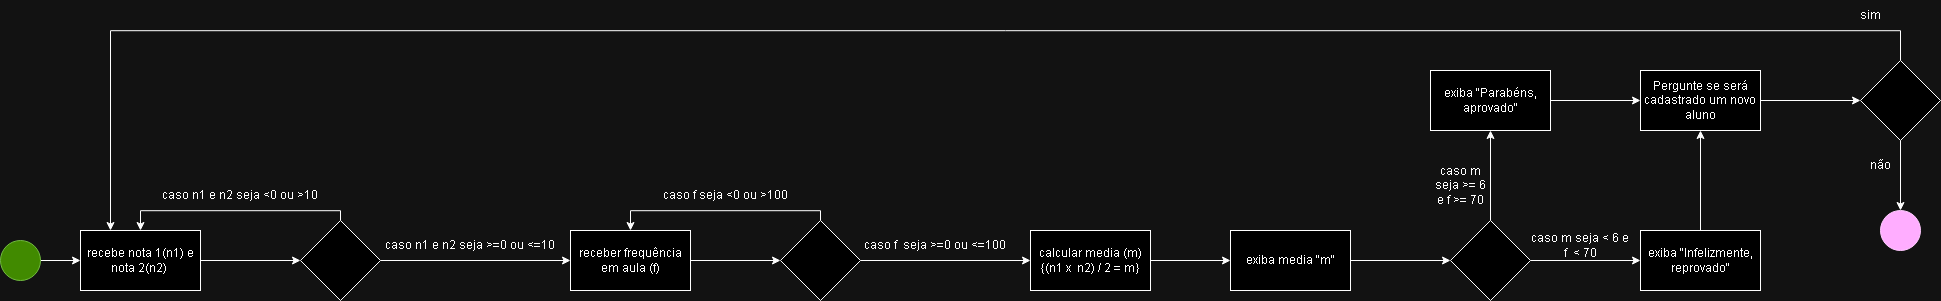 sim
exiba "Parabéns,
aprovado"
Pergunte se será
cadastrado um novo
aluno
não
caso m
seja >= 6
e f >= 70
caso n1 e n2 seja <0 ou >10
caso f seja <0 ou >100
recebe nota 1(n1) e
nota 2(n2)
caso n1 e n2 seja >=0 ou <=10
receber frequência
em aula (f)
caso f seja >=0 ou <=100
calcular media (m)
{(n1 x n2) / 2 = m}
exiba media "m"
caso m seja < 6 e
f < 70
exiba "Infelizmente,
reprovado"